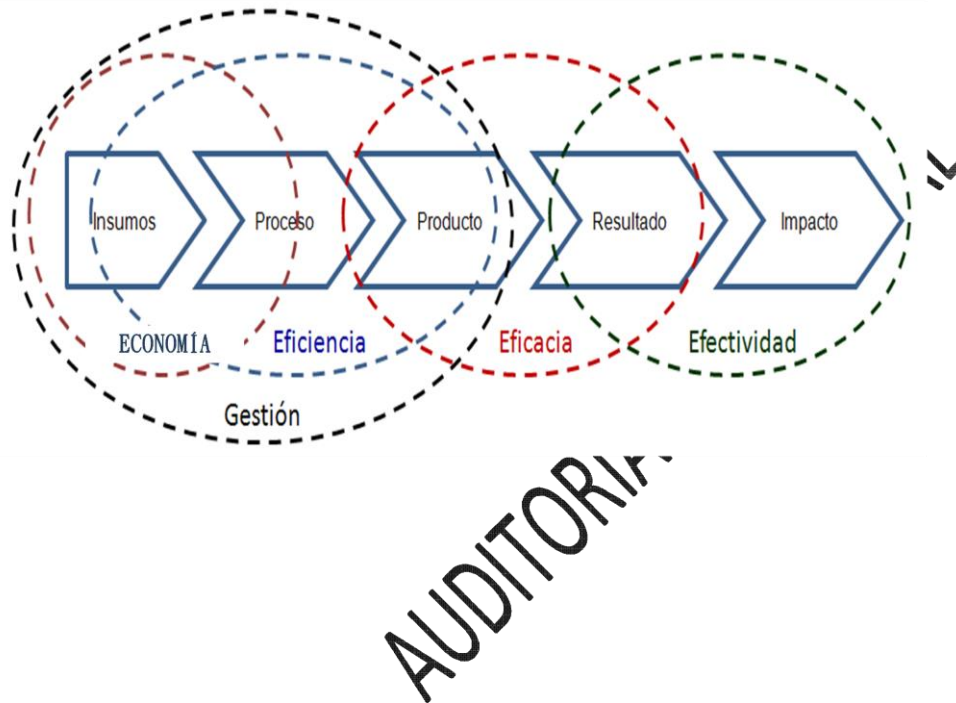 Insumos Proceso Producto Resultado Impacto
ECONOMÍA Eficiencia Eficacia Efectividad
Gestión
AUDITORIA